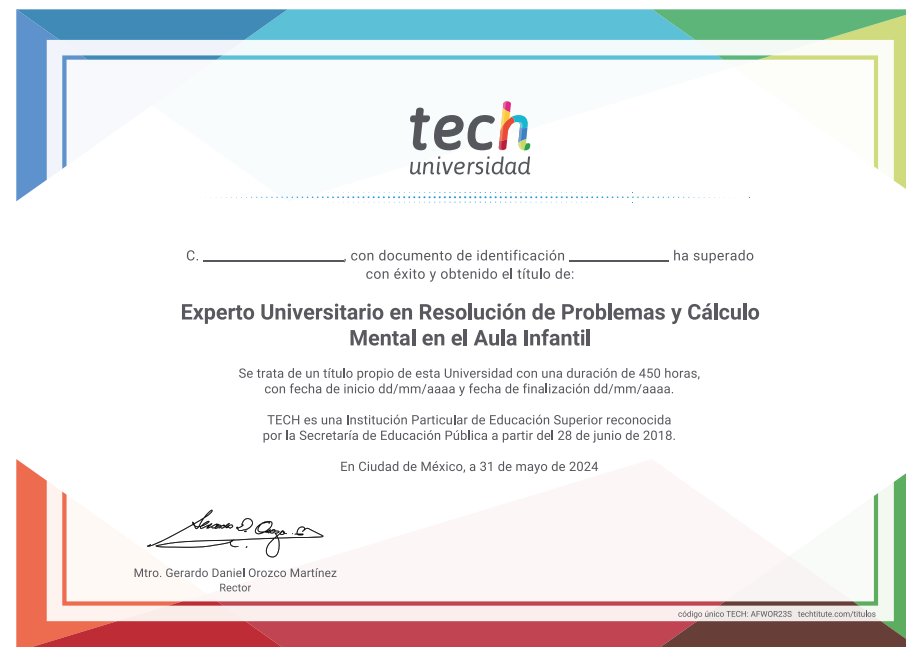 tech
universidad
C. ____________, con documento de identificación ____________ ha superado
con éxito y obtenido el título de:
Experto Universitario en Resolución de Problemas y Cálculo
Mental en el Aula Infantil
Se trata de un título propio de esta Universidad con una duración de 450 horas,
con fecha de inicio dd/mm/aaaa y fecha de finalización dd/mm/aaaa.
TECH es una Institución Particular de Educación Superior reconocida
por la Secretaría de Educación Pública a partir del 28 de junio de 2018.
En Ciudad de México, a 31 de mayo de 2024
Mtro. Gerardo Daniel Orozco Martínez
Rector
código único TECH: AFWOR23S techtitute.com/titulos